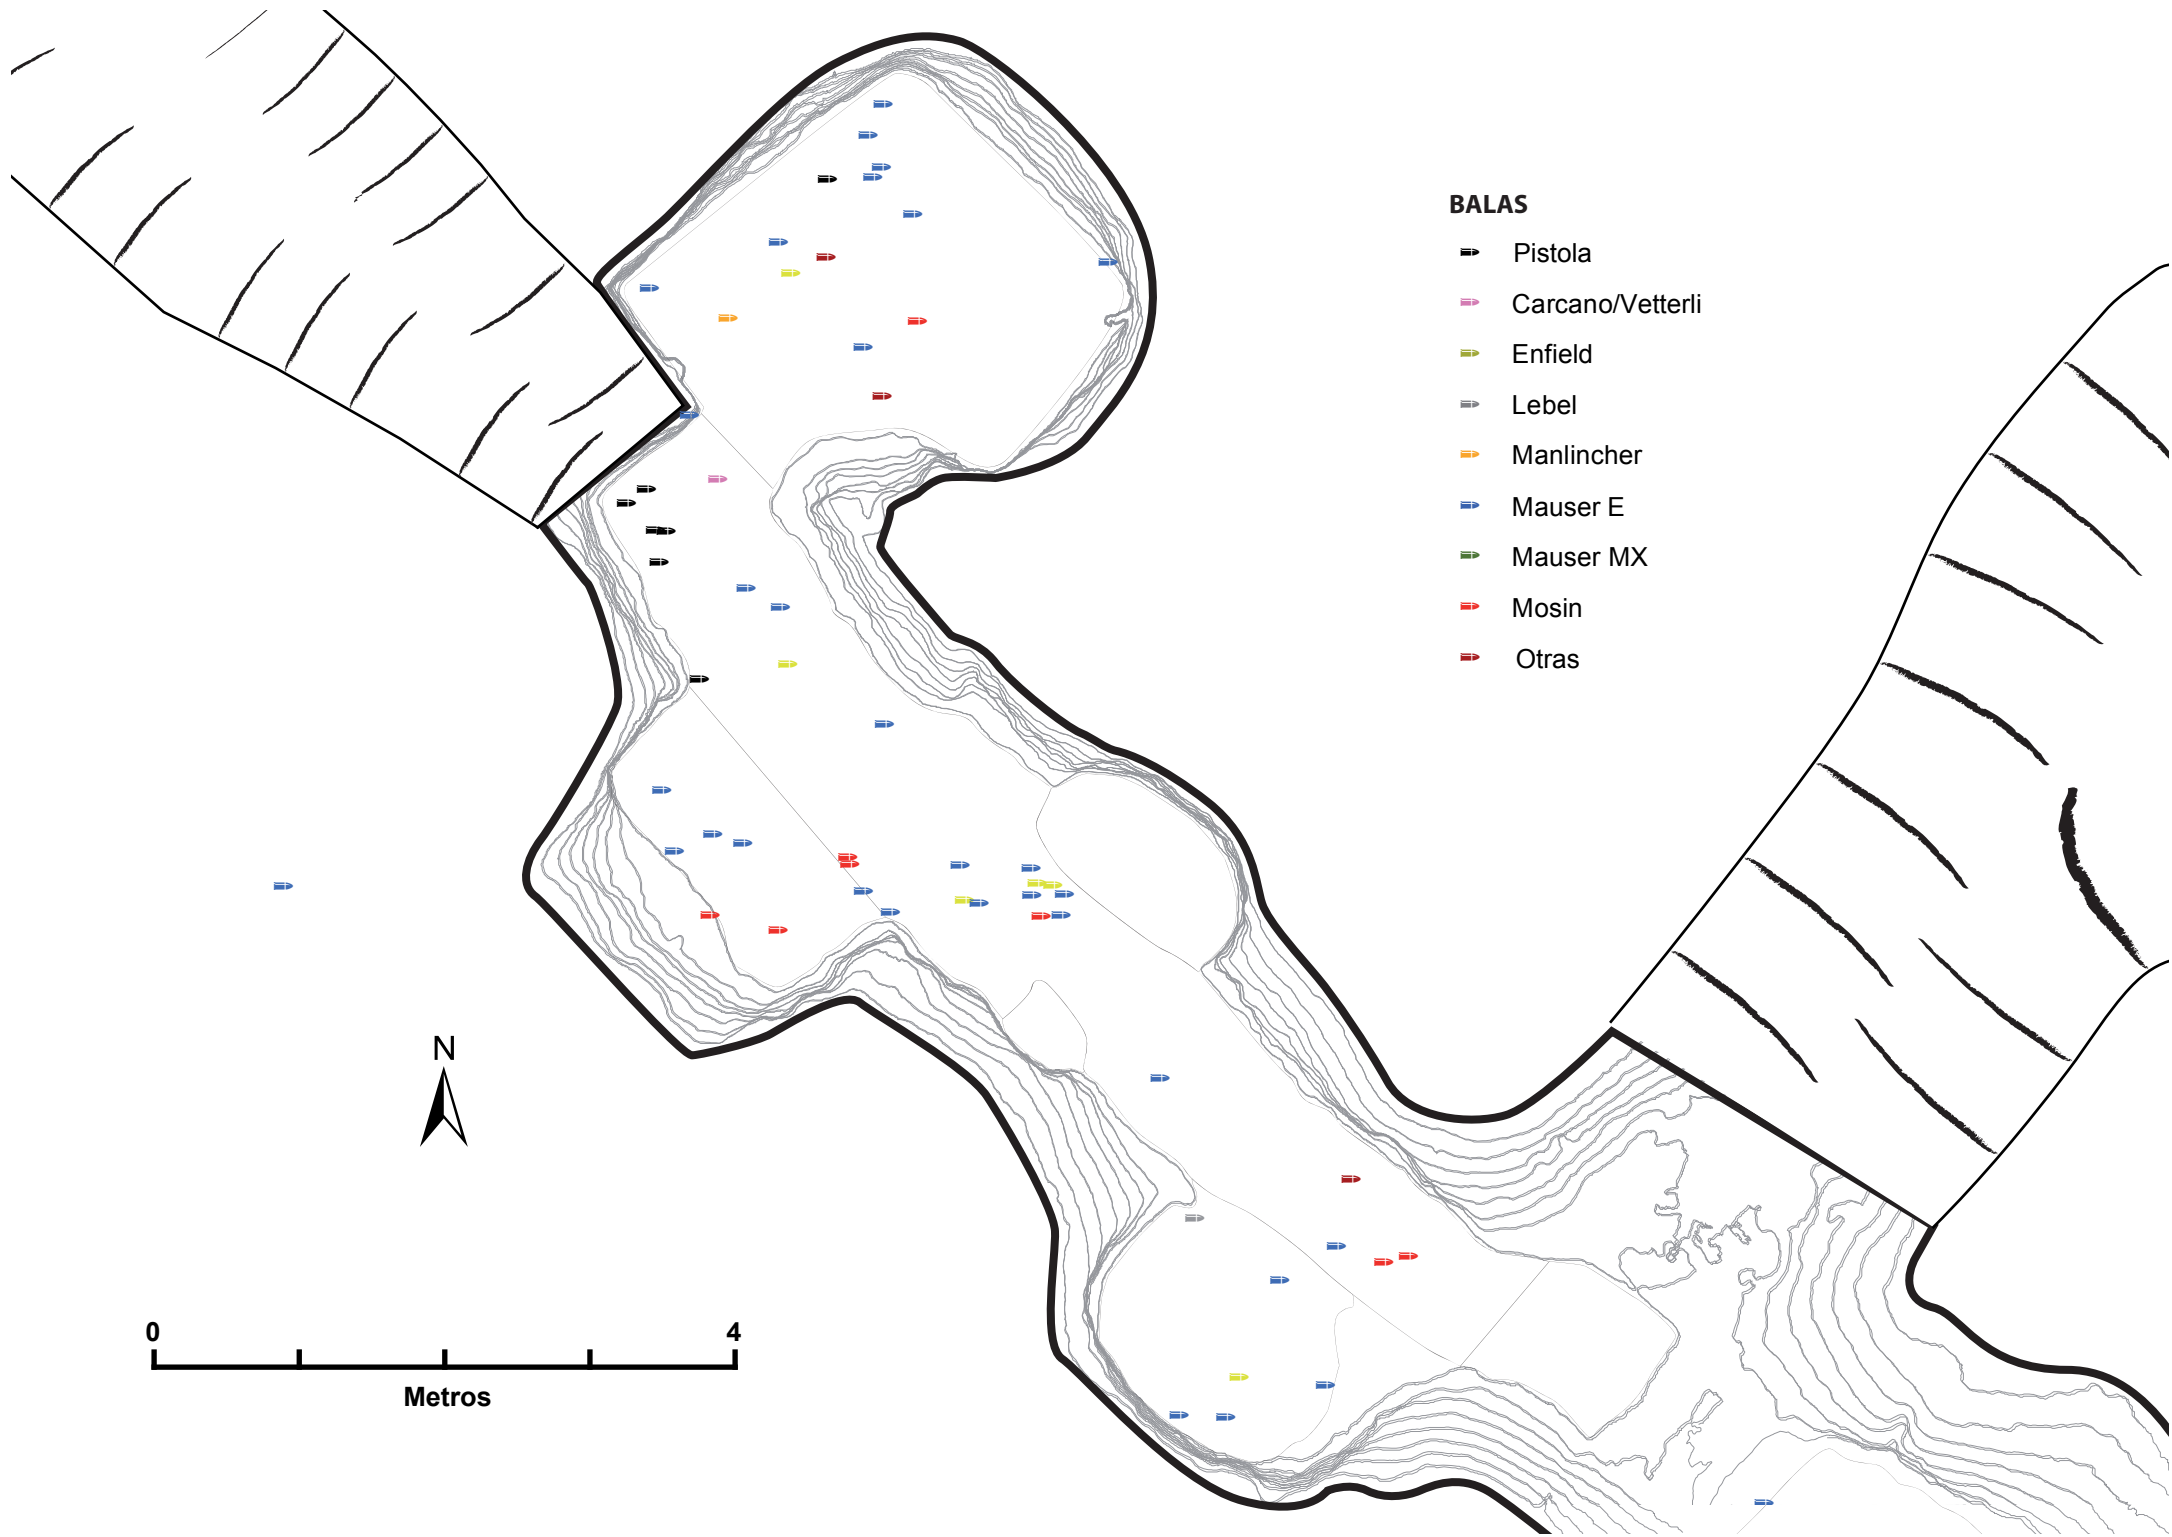 BALAS
Pistola
Carcano/Vetterli
Enfield
Lebel
Manlincher
Mauser E
Mauser MX
Mosin
Otras
N
0 4
Metros